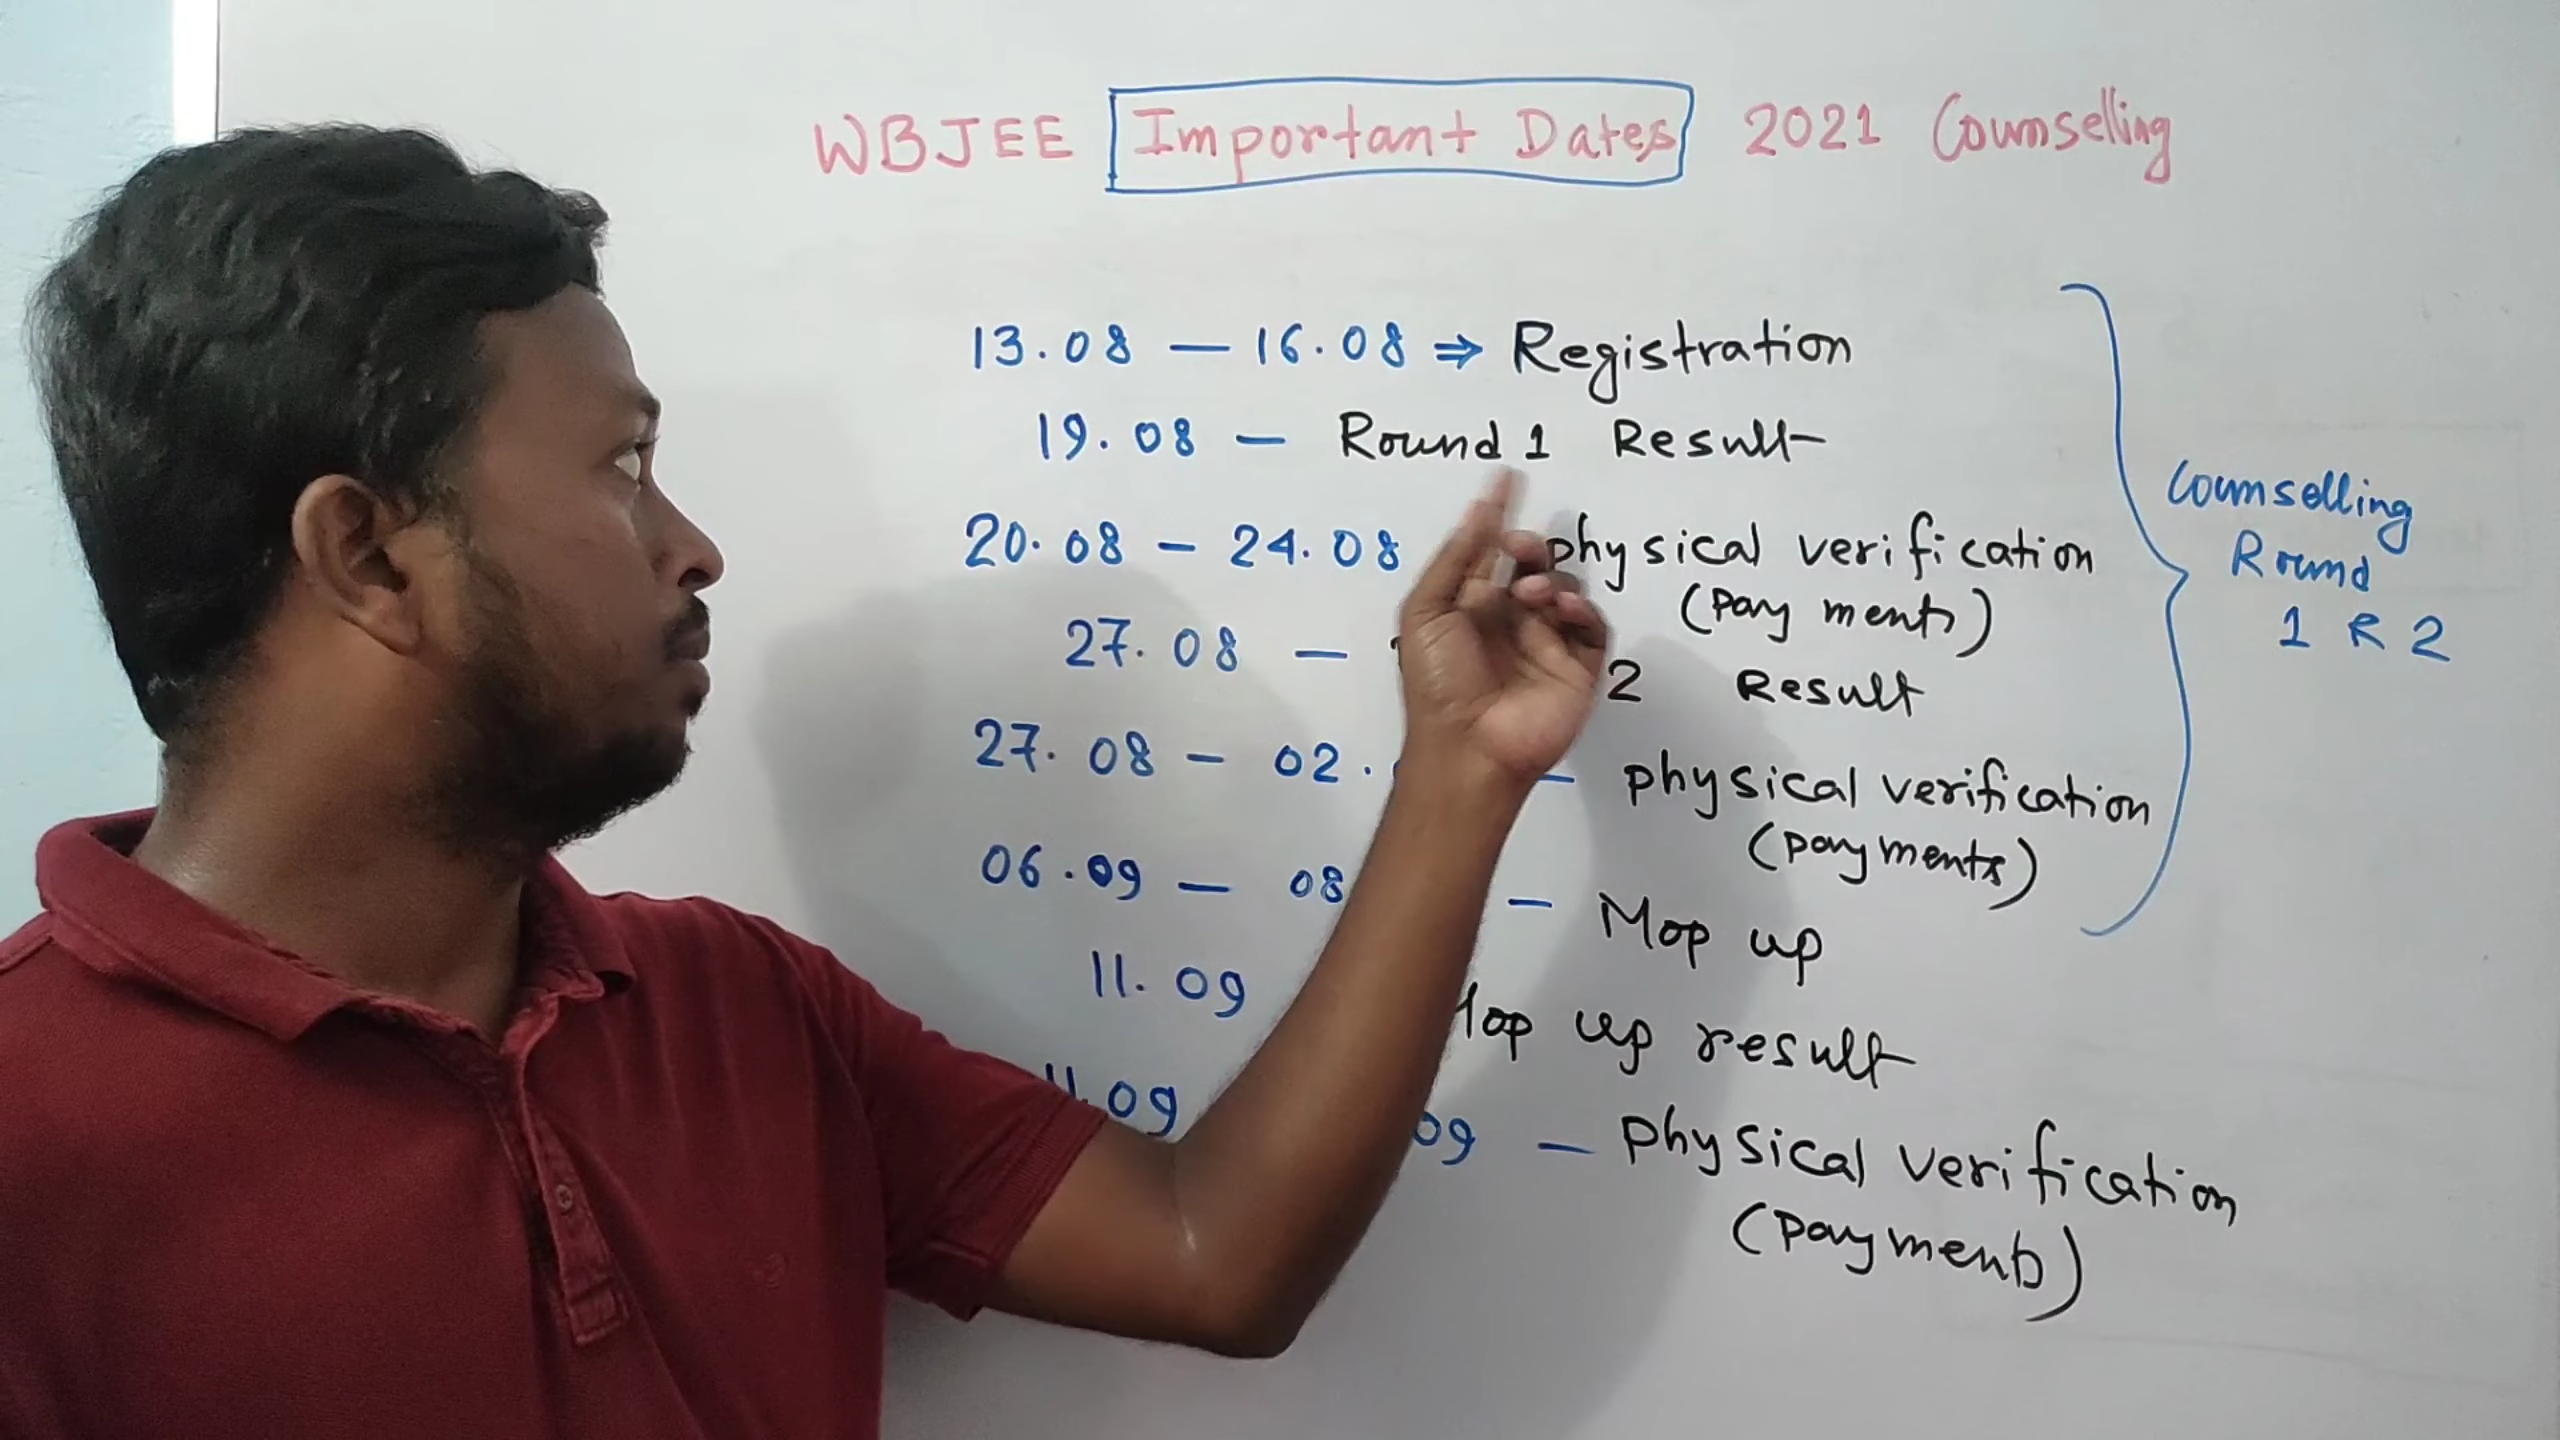 WBJEE Important Dates 2021 Counselling
13.08 — 16.08 ⇒ Registration
19.08 — Round 1 Result
20.08 — 24.08 physical verification
(Payments)
27.08 — 2 Result
27.08 — 02. — physical verification
(payments)
06.09 — 08 — Mop up
11.09 up result
.09 09 — Physical verification
(Payments)
Counselling
Round
1 & 2